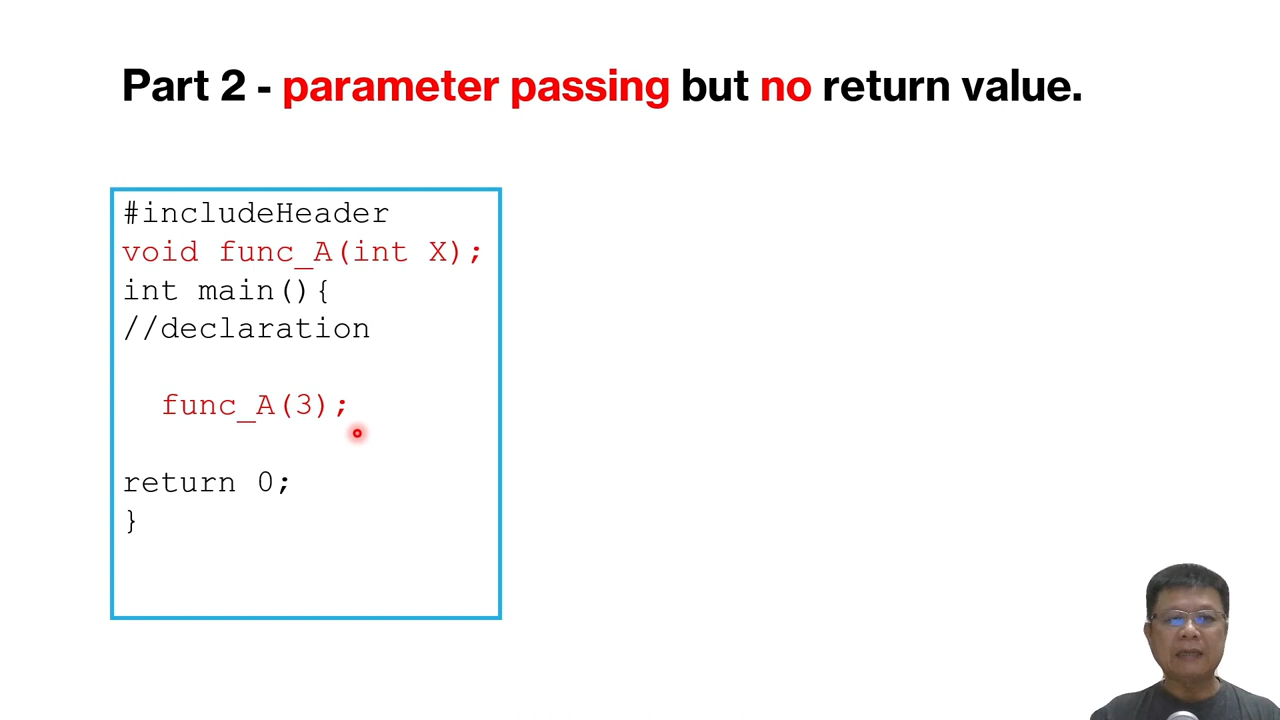 Part 2 - parameter passing but no return value.
#includeHeader
void func_A(int X);
int main(){
//declaration
func_A(3);
return 0;
}